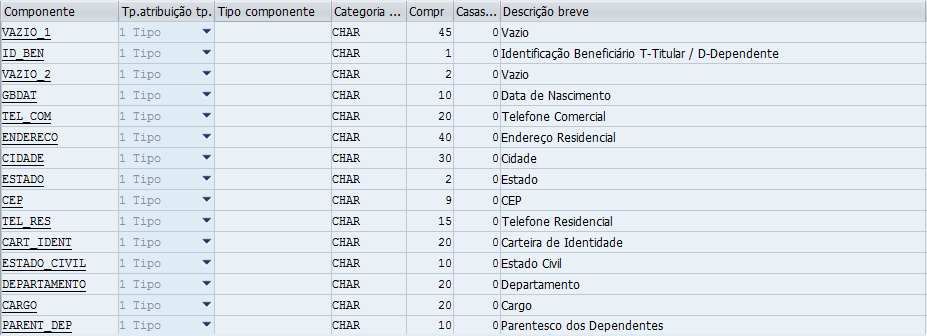 Componente Tp.atribuição tp. Tipo componente Categoria ... Compr Casas... Descrição breve
VAZIO_1 1 Tipo CHAR 45 0 Vazio
ID_BEN 1 Tipo CHAR 1 0 Identificação Beneficiário T-Titular / D-Dependente
VAZIO_2 1 Tipo CHAR 2 0 Vazio
GBDAT 1 Tipo CHAR 10 0 Data de Nascimento
TEL_COM 1 Tipo CHAR 20 0 Telefone Comercial
ENDERECO 1 Tipo CHAR 40 0 Endereço Residencial
CIDADE 1 Tipo CHAR 30 0 Cidade
ESTADO 1 Tipo CHAR 2 0 Estado
CEP 1 Tipo CHAR 9 0 CEP
TEL_RES 1 Tipo CHAR 15 0 Telefone Residencial
CART_IDENT 1 Tipo CHAR 20 0 Carteira de Identidade
ESTADO_CIVIL 1 Tipo CHAR 10 0 Estado Civil
DEPARTAMENTO 1 Tipo CHAR 20 0 Departamento
CARGO 1 Tipo CHAR 20 0 Cargo
PARENT_DEP 1 Tipo CHAR 10 0 Parentesco dos Dependentes